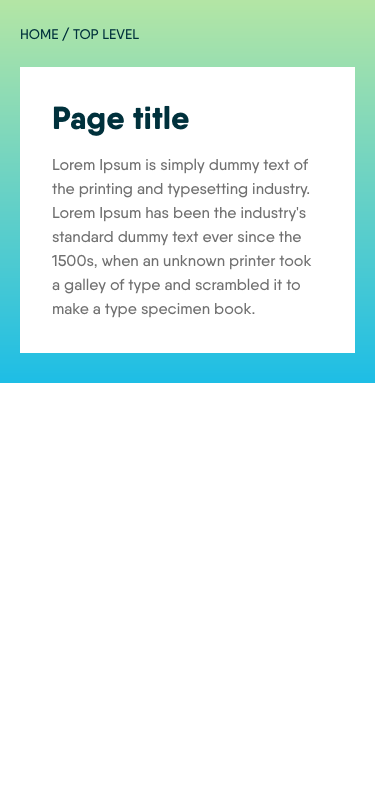 HOME / TOP LEVEL
Page title
Lorem Ipsum is simply dummy text of
the printing and typesetting industry.
Lorem Ipsum has been the industry's
standard dummy text ever since the
1500s, when an unknown printer took
a galley of type and scrambled it to
make a type specimen book.